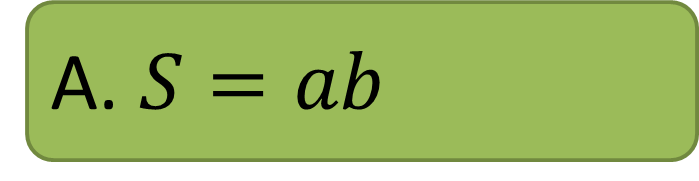 A. S = ab